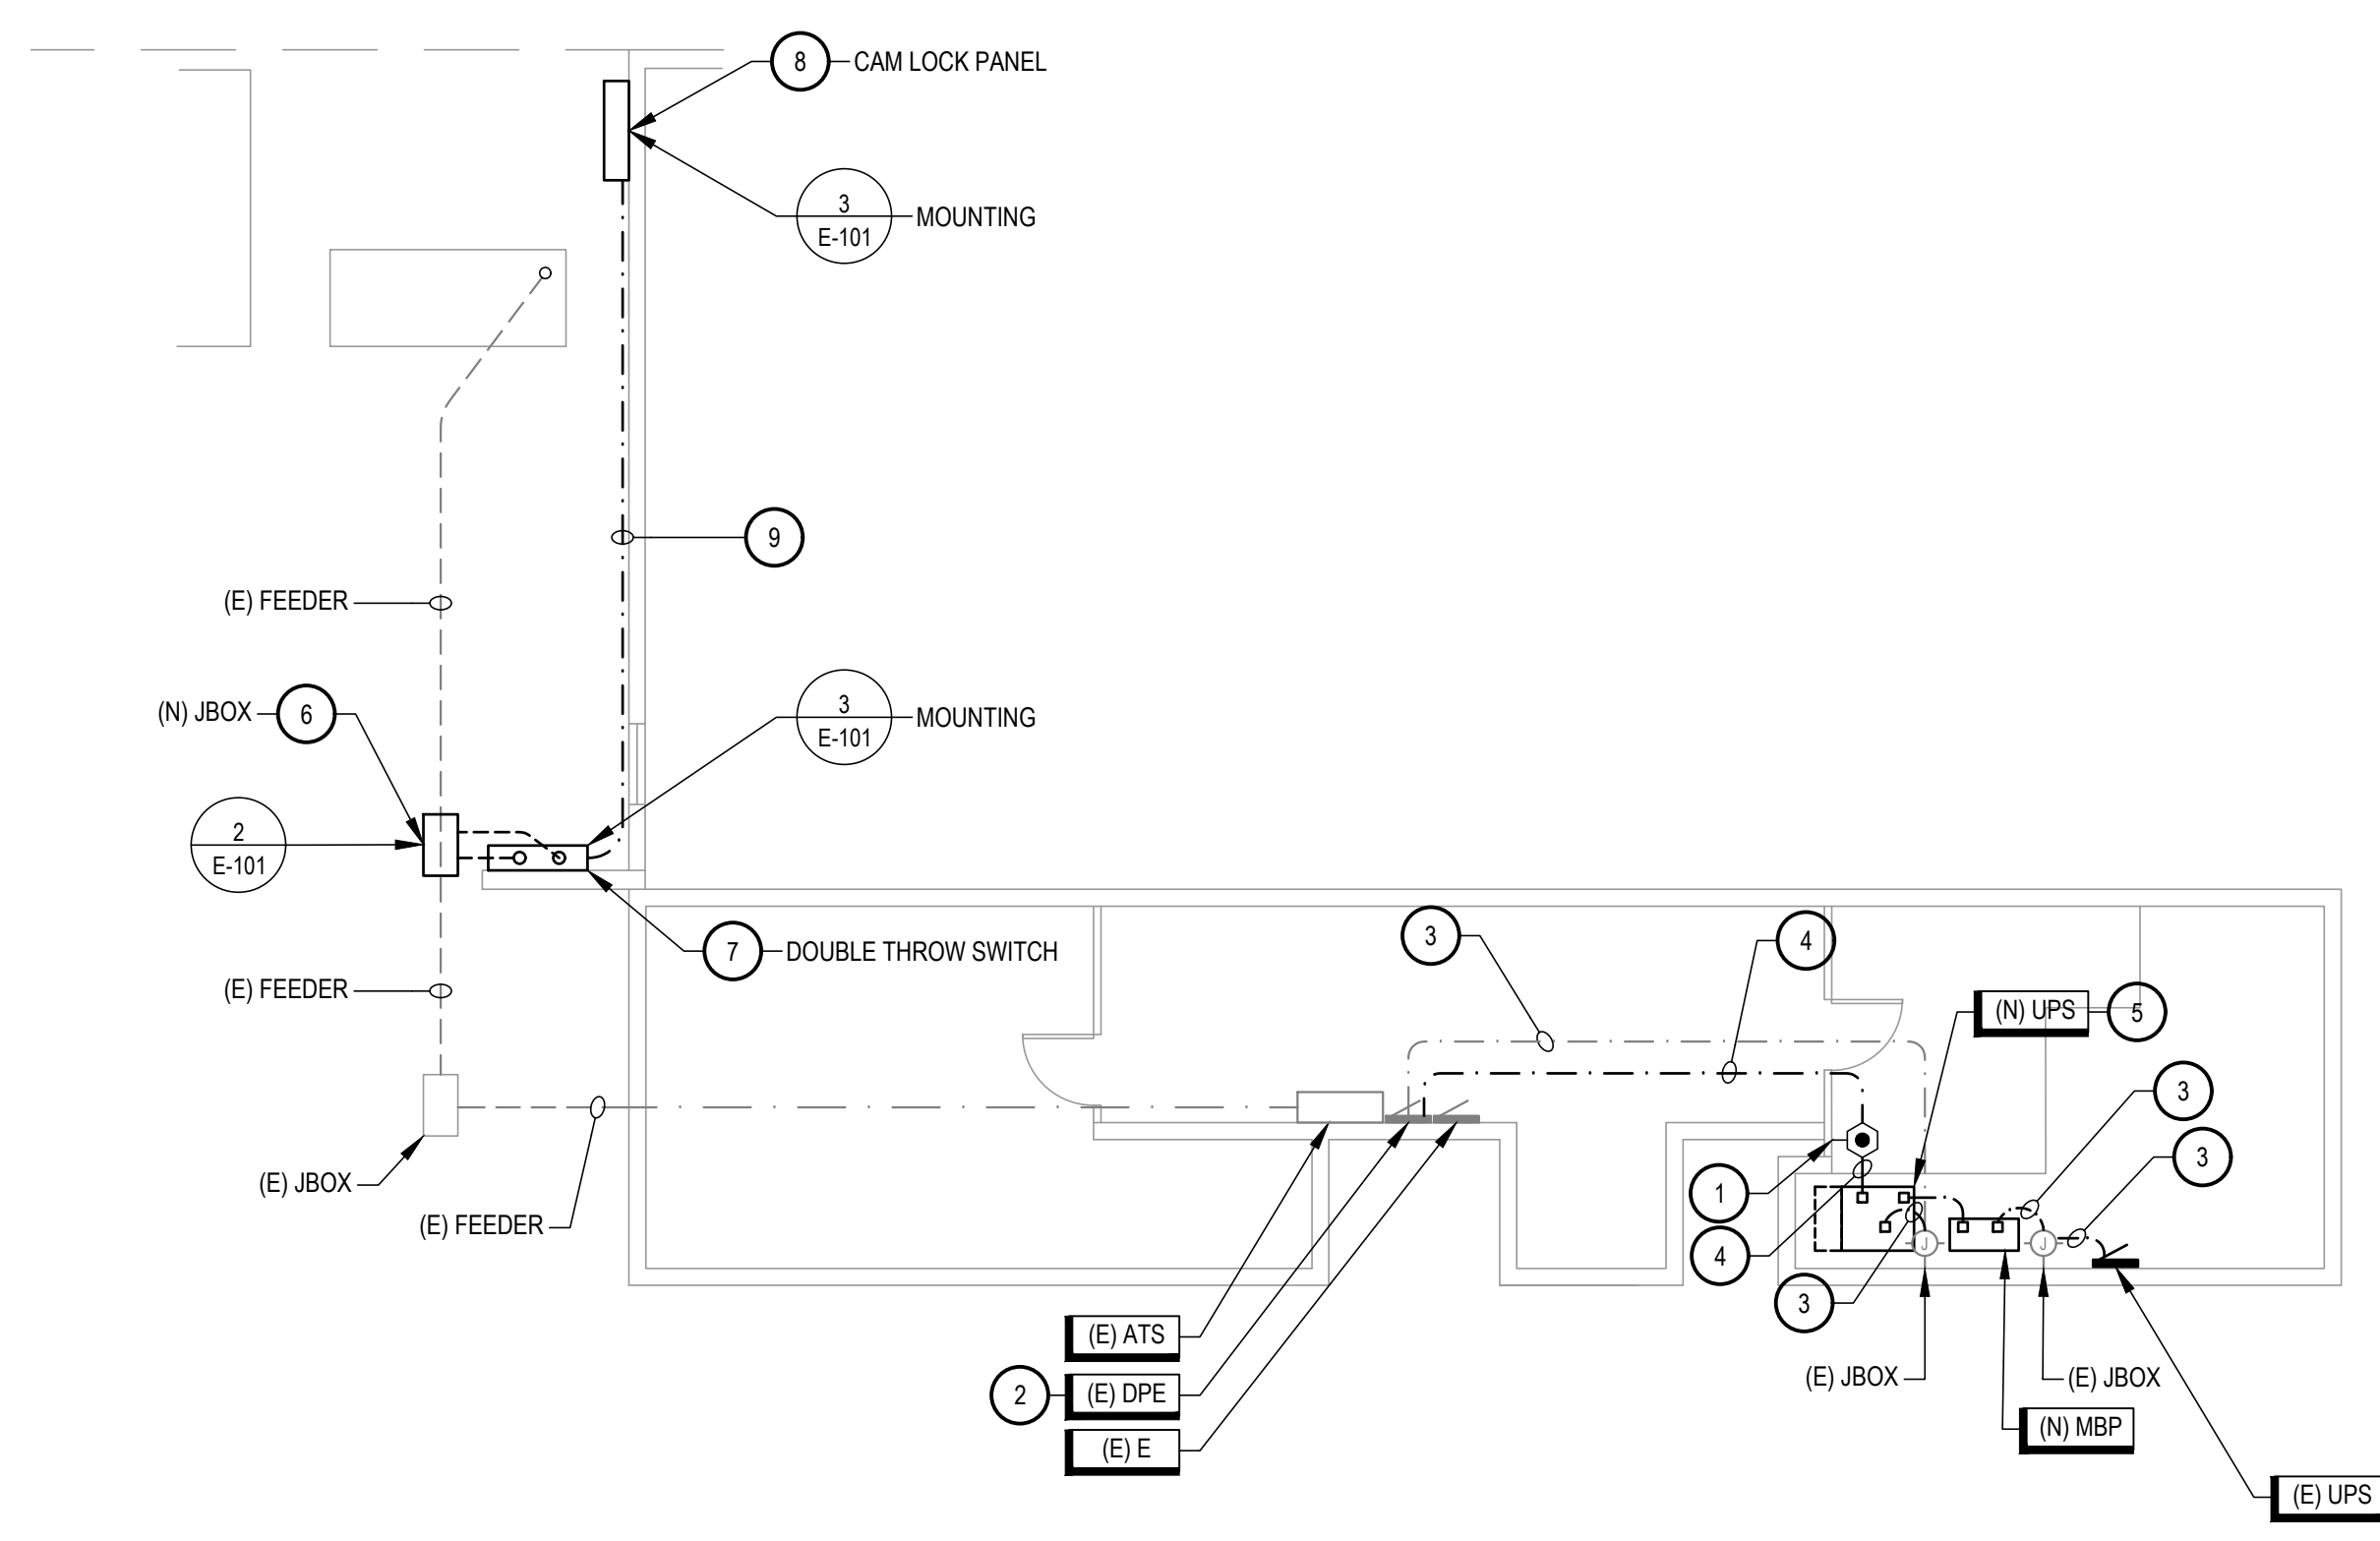 8 CAM LOCK PANEL
3
E-101
MOUNTING
9
(E) FEEDER
(N) JBOX 6
3
E-101
MOUNTING
2
E-101
7 DOUBLE THROW SWITCH
(E) FEEDER
3
4
(N) UPS 5
3
3
(E) JBOX
(E) FEEDER
1
4
3
J
J
(E) ATS
2 (E) DPE
(E) E
(E) JBOX
(E) JBOX
(N) MBP
(E) UPS